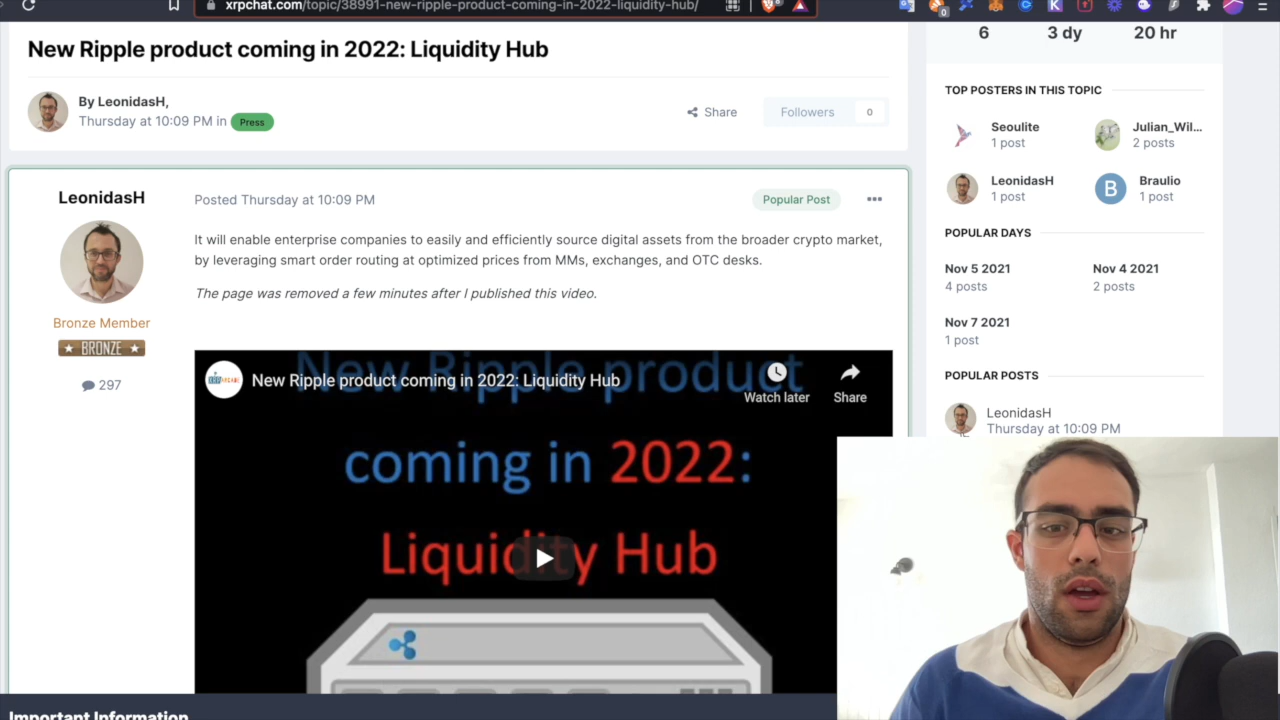 xrpchat.com/topic/38991-new-ripple-product-coming-in-2022-liquidity-hub/
New Ripple product coming in 2022: Liquidity Hub
By LeonidasH,
Thursday at 10:09 PM in Press
Share
Followers 0
LeonidasH
Bronze Member
★ BRONZE ★
297
Posted Thursday at 10:09 PM
Popular Post
It will enable enterprise companies to easily and efficiently source digital assets from the broader crypto market,
by leveraging smart order routing at optimized prices from MMs, exchanges, and OTC desks.
The page was removed a few minutes after I published this video.
New Ripple product coming in 2022: Liquidity Hub
Watch later
Share
New Ripple product
coming in 2022:
Liquidity Hub
Important Information
6 3 dy 20 hr
TOP POSTERS IN THIS TOPIC
Seoulite
1 post
Julian_Wil...
2 posts
LeonidasH
1 post
B
Braulio
1 post
POPULAR DAYS
Nov 5 2021
4 posts
Nov 4 2021
2 posts
Nov 7 2021
1 post
POPULAR POSTS
LeonidasH
Thursday at 10:09 PM